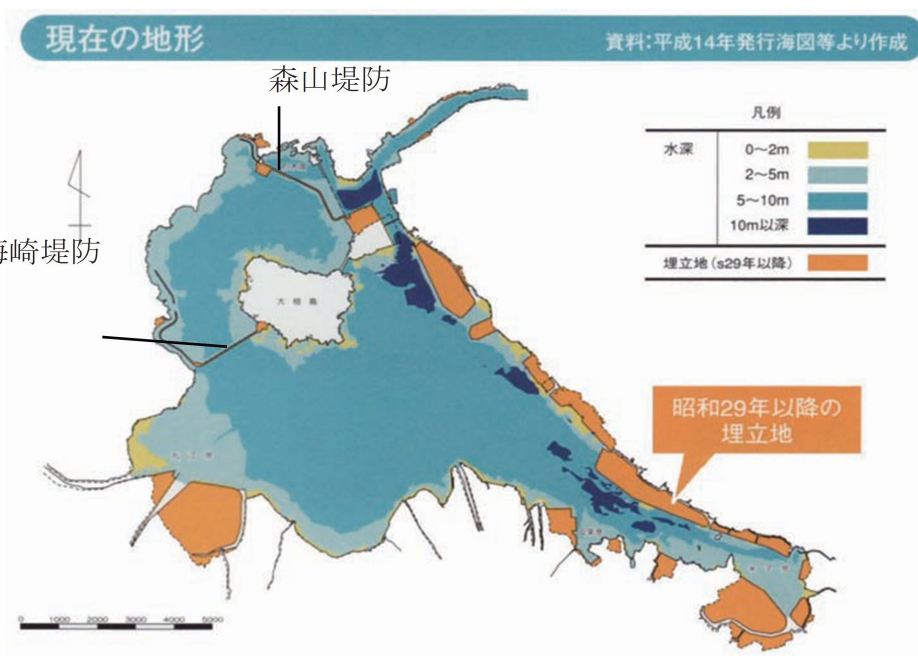 現在の地形
資料:平成14年発行海図等より作成
森山堤防
凡例
水深
0〜2m
2〜5m
5〜10m
10m以深
埋立地(s29年以降)
崎堤防
大根島
昭和29年以降の
埋立地
0 1000 2000 3000 4000 5000